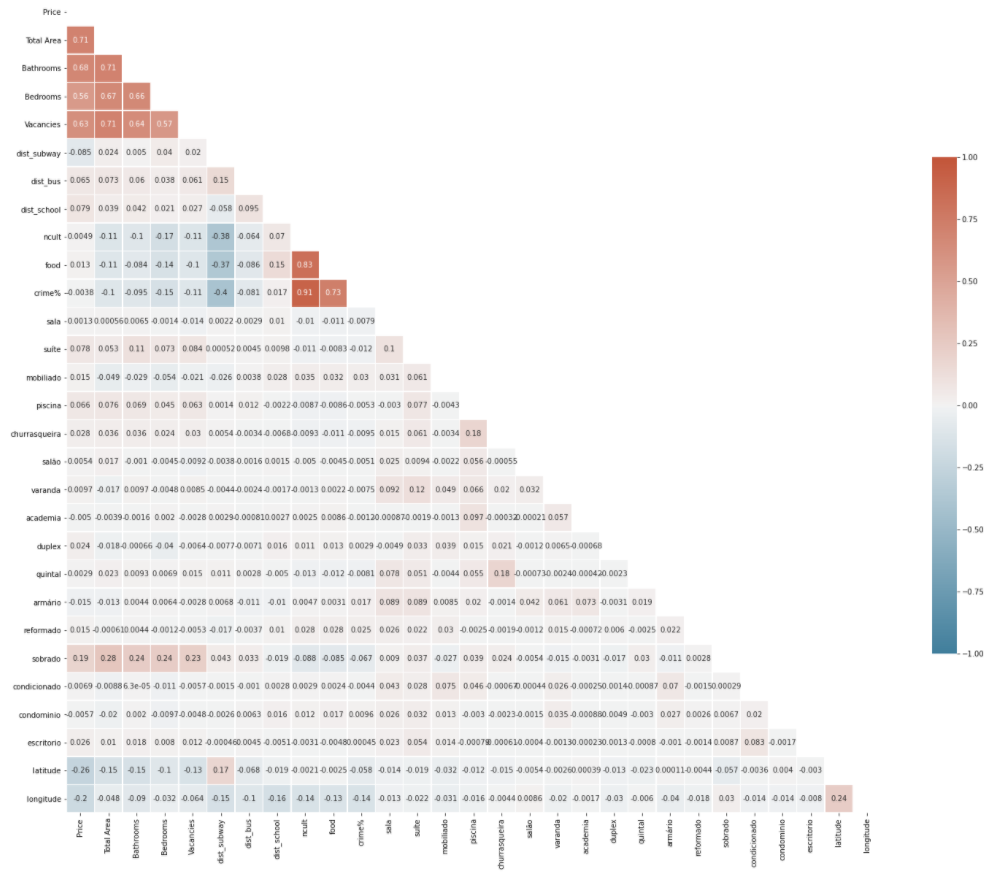 Price
Total Area 0.71
Bathrooms 0.68 0.71
Bedrooms 0.56 0.67 0.66
Vacancies 0.63 0.71 0.64 0.57
dist_subway -0.085 0.024 0.005 0.04 0.02
dist_bus 0.065 0.073 0.06 0.038 0.061 0.15
dist_school 0.079 0.039 0.042 0.021 0.027 -0.058 0.095
ncult 0.0049 -0.11 -0.1 -0.17 -0.11 -0.38 -0.064 0.07
food 0.013 -0.11 -0.084 -0.14 -0.1 -0.37 -0.086 0.15 0.83
crime% -0.0038 -0.1 -0.095 -0.15 -0.11 -0.4 -0.081 0.017 0.91 0.73
sala 0.0013 0.00056 0.0065 -0.0014 -0.014 0.0022 -0.0029 0.01 -0.01 -0.011 -0.0079
suíte 0.078 0.053 0.11 0.073 0.084 0.00052 0.0045 0.0098 -0.011 -0.0083 -0.012 0.1
mobiliado 0.015 -0.049 -0.029 -0.054 -0.021 -0.026 0.0038 0.028 0.035 0.032 0.03 0.031 0.061
piscina 0.066 0.076 0.069 0.045 0.063 0.0014 0.012 -0.0022 -0.0087 -0.0086 -0.0053 -0.003 0.077 -0.0043
churrasqueira 0.028 0.036 0.036 0.024 0.03 0.0054 -0.0034 -0.0068 -0.0093 -0.011 -0.0095 0.015 0.061 -0.0034 0.18
salão 0.0054 0.017 -0.001 -0.0045 -0.0092 -0.0038 -0.0016 0.0015 -0.005 -0.0045 -0.0051 0.025 0.0094 -0.0022 0.056 -0.00055
varanda 0.0097 -0.017 0.0097 -0.0048 0.0085 -0.0044 -0.0024 -0.0017 -0.0013 0.0022 -0.0075 0.092 0.12 0.049 0.066 0.02 0.032
academia -0.005 -0.0039 -0.0016 0.002 -0.0028 0.0029 -0.00081 0.0027 0.0025 0.0086 -0.0012 -0.00087 -0.0019 -0.0013 0.097 -0.00032 -0.00021 0.057
duplex 0.024 -0.018 -0.00066 -0.04 -0.0064 -0.0077 -0.0071 0.016 0.011 0.013 0.0029 -0.0049 0.033 0.039 0.015 0.021 -0.0012 0.0065 -0.00068
quintal 0.0029 0.023 0.0093 0.0069 0.015 0.011 0.0028 -0.005 -0.013 -0.012 -0.0081 0.078 0.051 -0.0044 0.055 0.18 -0.00073 -0.0024 -0.00042 -0.0023
armário -0.015 -0.013 0.0044 0.0064 -0.0028 0.0068 -0.011 -0.01 0.0047 0.0031 0.017 0.089 0.089 0.0085 0.02 -0.0014 0.042 0.061 0.073 -0.0031 0.019
reformado 0.015 -0.00061 0.0044 -0.0012 -0.0053 -0.017 -0.0037 0.01 0.028 0.028 0.025 0.026 0.022 0.03 -0.0025 -0.0019 -0.0012 0.015 -0.00072 0.006 -0.0025 0.022
sobrado 0.19 0.28 0.24 0.24 0.23 0.043 0.033 -0.019 -0.088 -0.085 -0.067 0.009 0.037 -0.027 0.039 0.024 -0.0054 -0.015 -0.0031 -0.017 0.03 -0.011 0.0028
condicionado 0.0069 -0.0088 6.3e-05 -0.011 -0.0057 -0.0015 -0.001 0.0028 0.0029 0.0024 -0.0044 0.043 0.028 0.075 0.046 -0.00067 -0.00044 0.026 -0.00025 -0.0014 -0.00087 0.07 -0.0015 0.00029
condominio -0.0057 -0.02 0.002 -0.0097 -0.0048 -0.0026 0.0063 0.016 0.012 0.017 0.0096 0.026 0.032 0.013 -0.003 -0.0023 -0.0015 0.035 -0.00088 0.0049 -0.003 0.027 0.0026 0.0067 0.02
escritorio 0.026 0.01 0.018 0.008 0.012 -0.00046 0.0045 -0.0051 -0.0031 -0.0048 0.00045 0.023 0.054 0.014 -0.00079 -0.00061 -0.0004 -0.0013 -0.00023 -0.0013 -0.0008 -0.001 -0.0014 0.0087 0.083 -0.0017
latitude -0.26 -0.15 -0.15 -0.1 -0.13 0.17 -0.068 -0.019 -0.0021 -0.0025 -0.058 -0.014 -0.019 -0.032 -0.012 -0.015 -0.0054 -0.0026 0.00039 -0.013 -0.023 0.00011 -0.0044 -0.057 -0.0036 0.004 -0.003
longitude -0.2 -0.048 -0.09 -0.032 -0.064 -0.15 -0.1 -0.16 -0.14 -0.13 -0.14 -0.013 -0.022 -0.031 -0.016 -0.0044 0.0086 -0.02 -0.0017 -0.03 -0.006 -0.04 -0.018 0.03 -0.014 -0.014 -0.008 0.24
Price Total Area Bathrooms Bedrooms Vacancies dist_subway dist_bus dist_school ncult food crime% sala suíte mobiliado piscina churrasqueira salão varanda academia duplex quintal armário reformado sobrado condicionado condominio escritorio latitude longitude
1.00
0.75
0.50
0.25
0.00
−0.25
−0.50
−0.75
−1.00